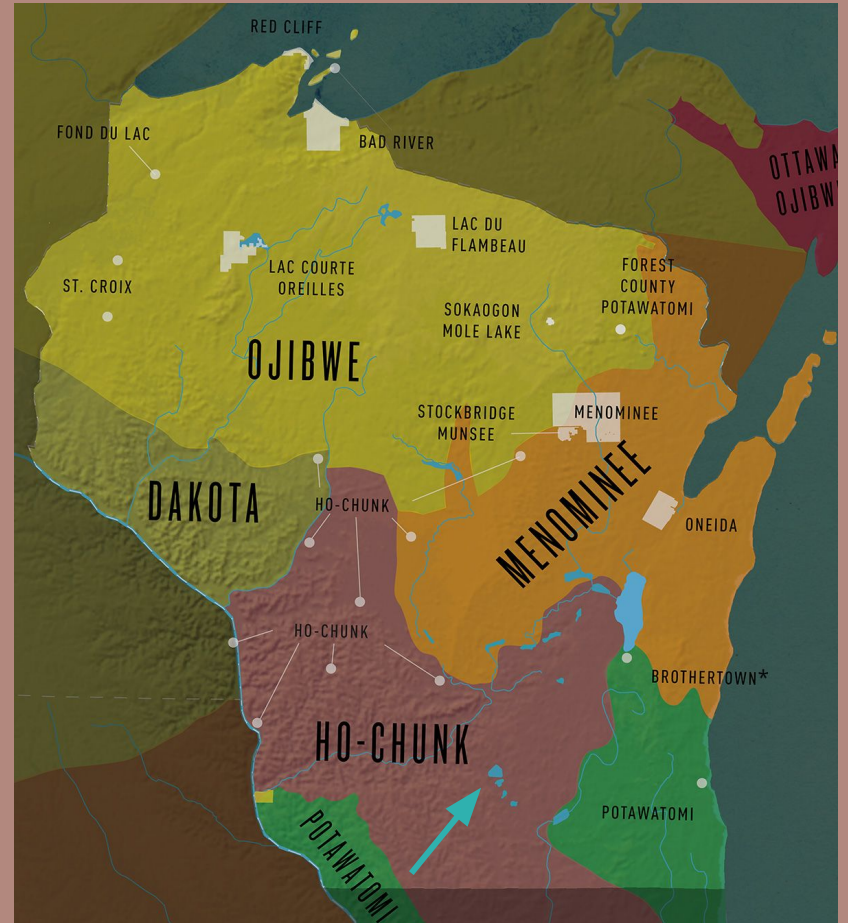 RED CLIFF
FOND DU LAC
BAD RIVER
OTTAWA
OJIBW
LAC DU
FLAMBEAU
LAC COURTE
OREILLES
ST. CROIX
FOREST
COUNTY
POTAWATOMI
SOKAOGON
MOLE LAKE
OJIBWE
STOCKBRIDGE
MUNSEE
MENOMINEE
DAKOTA
HO-CHUNK
MENOMINEE
ONEIDA
HO-CHUNK
BROTHERTOWN*
HO-CHUNK
POTAWATOMI
POTAWATOMI